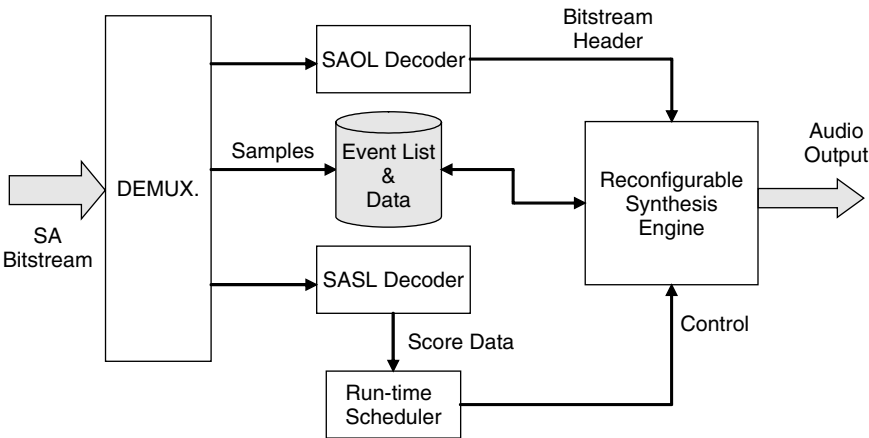 Bitstream
Header
SAOL Decoder
Samples
Event List
&
Data
Audio
Output
DEMUX.
Reconfigurable
Synthesis
Engine
SA
Bitstream
SASL Decoder
Score Data
Control
Run-time
Scheduler